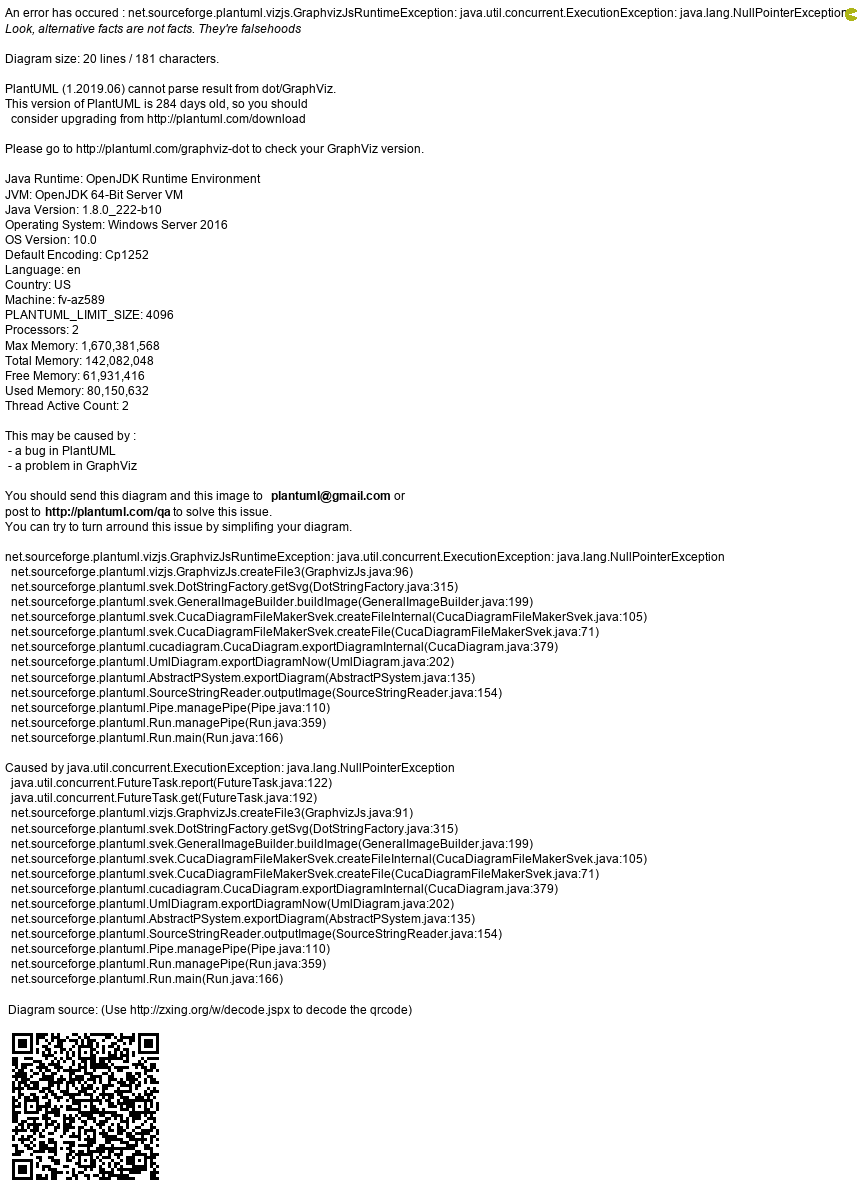 An error has occured : net.sourceforge.plantuml.vizjs.GraphvizJsRuntimeException: java.util.concurrent.ExecutionException: java.lang.NullPointerException
Look, alternative facts are not facts. They're falsehoods
Diagram size: 20 lines / 181 characters.
PlantUML (1.2019.06) cannot parse result from dot/GraphViz.
This version of PlantUML is 284 days old, so you should
consider upgrading from http://plantuml.com/download
Please go to http://plantuml.com/graphviz-dot to check your GraphViz version.
Java Runtime: OpenJDK Runtime Environment
JVM: OpenJDK 64-Bit Server VM
Java Version: 1.8.0_222-b10
Operating System: Windows Server 2016
OS Version: 10.0
Default Encoding: Cp1252
Language: en
Country: US
Machine: fv-az589
PLANTUML_LIMIT_SIZE: 4096
Processors: 2
Max Memory: 1,670,381,568
Total Memory: 142,082,048
Free Memory: 61,931,416
Used Memory: 80,150,632
Thread Active Count: 2
This may be caused by :
- a bug in PlantUML
- a problem in GraphViz
You should send this diagram and this image to plantuml@gmail.com or
post to http://plantuml.com/qa to solve this issue.
You can try to turn arround this issue by simplifing your diagram.
net.sourceforge.plantuml.vizjs.GraphvizJsRuntimeException: java.util.concurrent.ExecutionException: java.lang.NullPointerException
net.sourceforge.plantuml.vizjs.GraphvizJs.createFile3(GraphvizJs.java:96)
net.sourceforge.plantuml.svek.DotStringFactory.getSvg(DotStringFactory.java:315)
net.sourceforge.plantuml.svek.GeneralImageBuilder.buildImage(GeneralImageBuilder.java:199)
net.sourceforge.plantuml.svek.CucaDiagramFileMakerSvek.createFileInternal(CucaDiagramFileMakerSvek.java:105)
net.sourceforge.plantuml.svek.CucaDiagramFileMakerSvek.createFile(CucaDiagramFileMakerSvek.java:71)
net.sourceforge.plantuml.cucadiagram.CucaDiagram.exportDiagramInternal(CucaDiagram.java:379)
net.sourceforge.plantuml.UmlDiagram.exportDiagramNow(UmlDiagram.java:202)
net.sourceforge.plantuml.AbstractPSystem.exportDiagram(AbstractPSystem.java:135)
net.sourceforge.plantuml.SourceStringReader.outputImage(SourceStringReader.java:154)
net.sourceforge.plantuml.Pipe.managePipe(Pipe.java:110)
net.sourceforge.plantuml.Run.managePipe(Run.java:359)
net.sourceforge.plantuml.Run.main(Run.java:166)
Caused by java.util.concurrent.ExecutionException: java.lang.NullPointerException
java.util.concurrent.FutureTask.report(FutureTask.java:122)
java.util.concurrent.FutureTask.get(FutureTask.java:192)
net.sourceforge.plantuml.vizjs.GraphvizJs.createFile3(GraphvizJs.java:91)
net.sourceforge.plantuml.svek.DotStringFactory.getSvg(DotStringFactory.java:315)
net.sourceforge.plantuml.svek.GeneralImageBuilder.buildImage(GeneralImageBuilder.java:199)
net.sourceforge.plantuml.svek.CucaDiagramFileMakerSvek.createFileInternal(CucaDiagramFileMakerSvek.java:105)
net.sourceforge.plantuml.svek.CucaDiagramFileMakerSvek.createFile(CucaDiagramFileMakerSvek.java:71)
net.sourceforge.plantuml.cucadiagram.CucaDiagram.exportDiagramInternal(CucaDiagram.java:379)
net.sourceforge.plantuml.UmlDiagram.exportDiagramNow(UmlDiagram.java:202)
net.sourceforge.plantuml.AbstractPSystem.exportDiagram(AbstractPSystem.java:135)
net.sourceforge.plantuml.SourceStringReader.outputImage(SourceStringReader.java:154)
net.sourceforge.plantuml.Pipe.managePipe(Pipe.java:110)
net.sourceforge.plantuml.Run.managePipe(Run.java:359)
net.sourceforge.plantuml.Run.main(Run.java:166)
Diagram source: (Use http://zxing.org/w/decode.jspx to decode the qrcode)